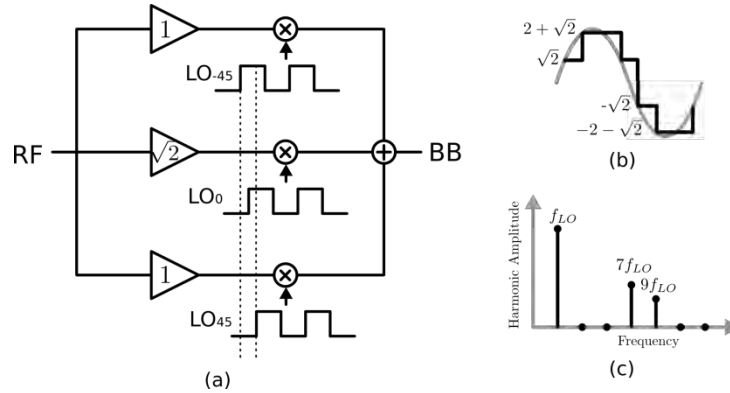 1
LO-45
RF
√2
BB
LO0
1
LO45
(a)
2 + √2
√2
-√2
−2 − √2
(b)
Harmonic Amplitude
fLO
7fLO
9fLO
Frequency
(c)